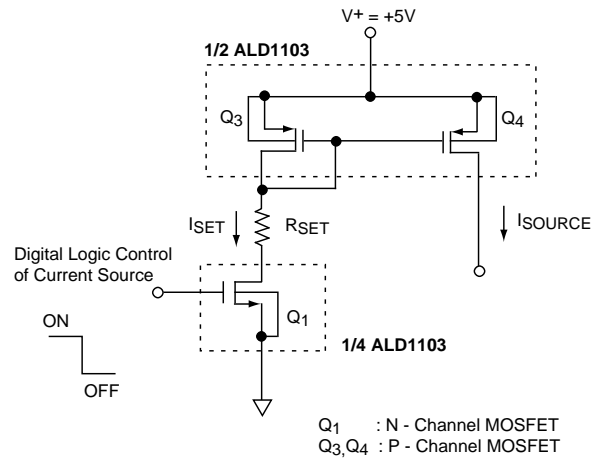 V+ = +5V
1/2 ALD1103
Q3
Q4
ISET
RSET
ISOURCE
Digital Logic Control
of Current Source
ON
OFF
Q1
1/4 ALD1103
Q1 : N - Channel MOSFET
Q3,Q4 : P - Channel MOSFET